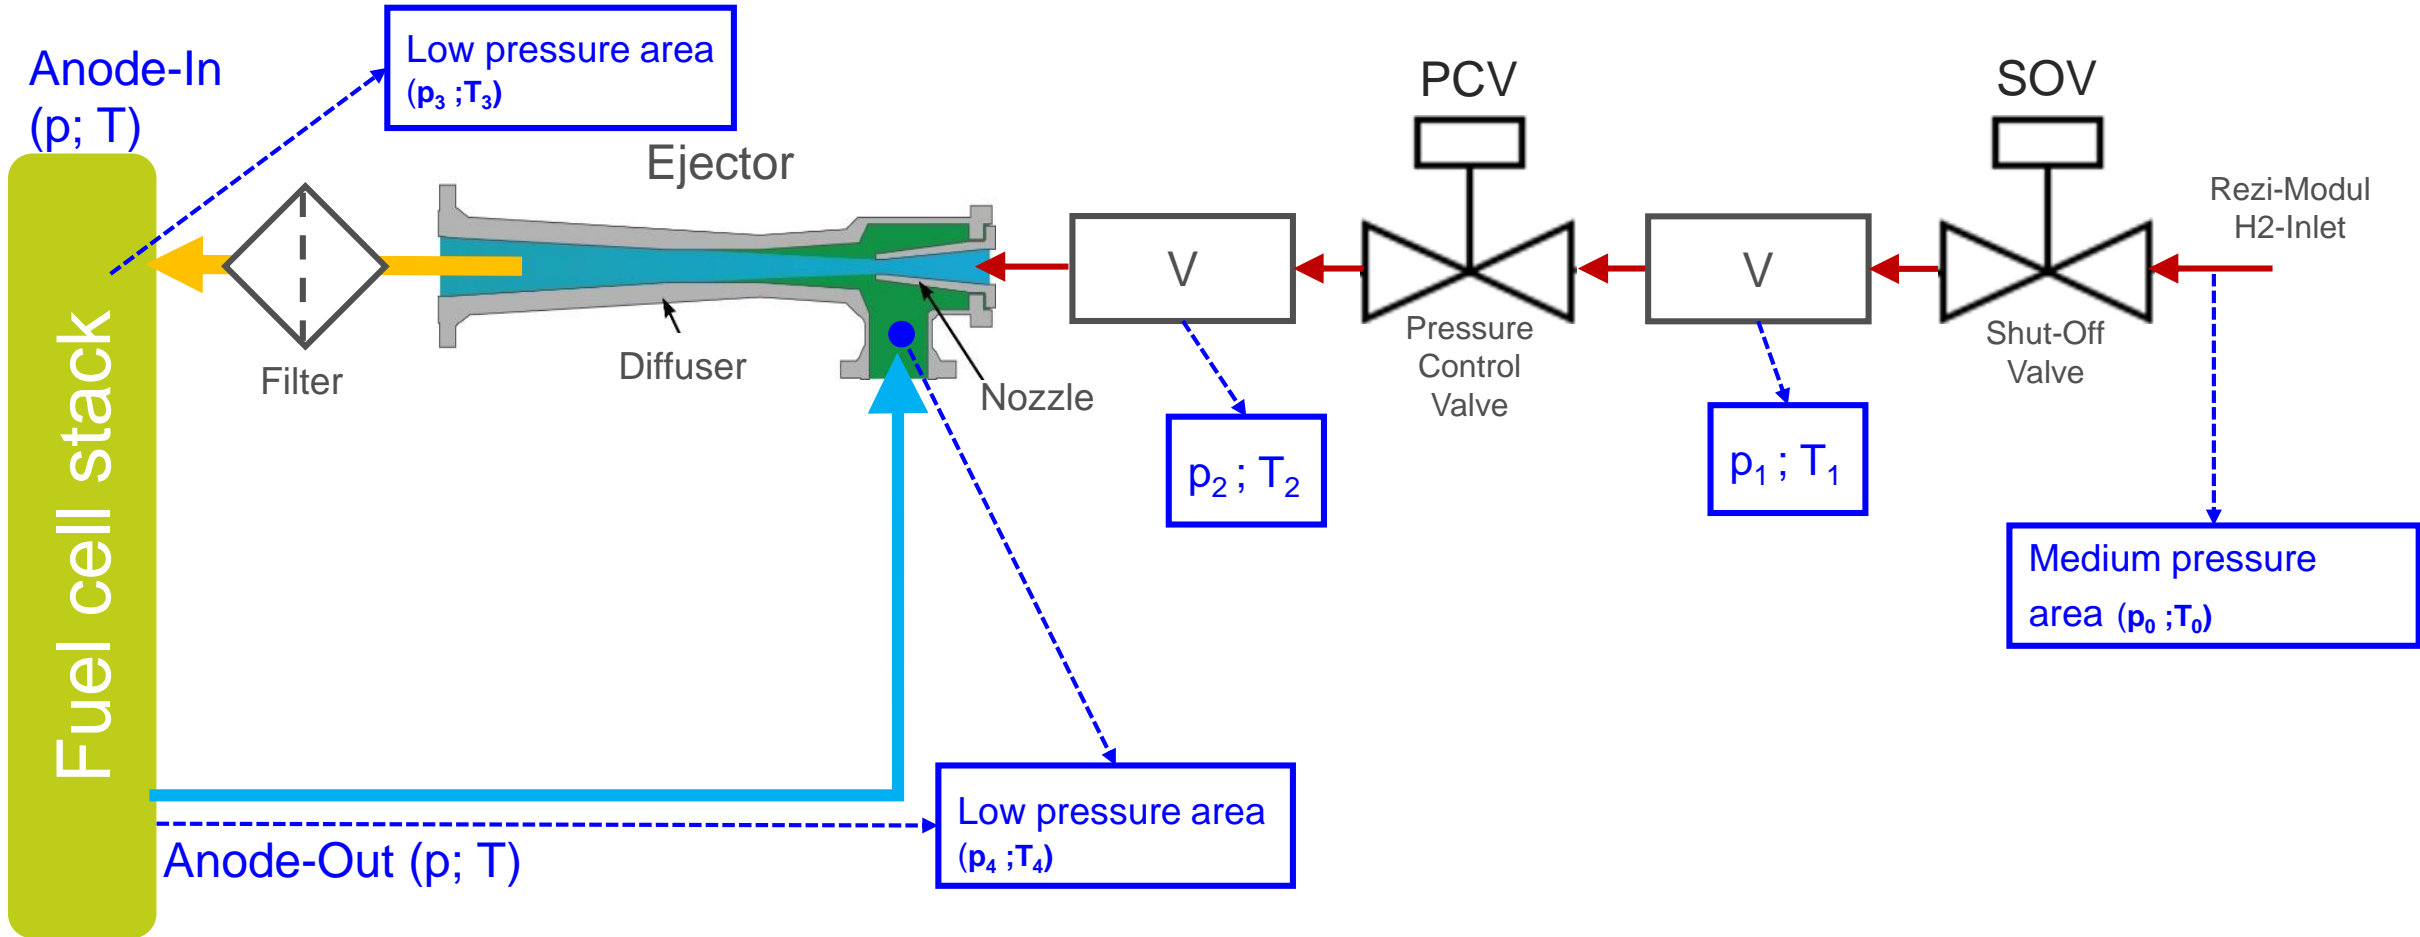 Anode-In
(p; T)
Low pressure area
(p₃ ;T₃)
Ejector
PCV
SOV
Rezi-Modul
H2-Inlet
V
V
Filter
Diffuser
Nozzle
Pressure
Control
Valve
Shut-Off
Valve
Fuel cell stack
p₂ ; T₂
p₁ ; T₁
Medium pressure
area (p₀ ;T₀)
Low pressure area
(p₄ ;T₄)
Anode-Out (p; T)